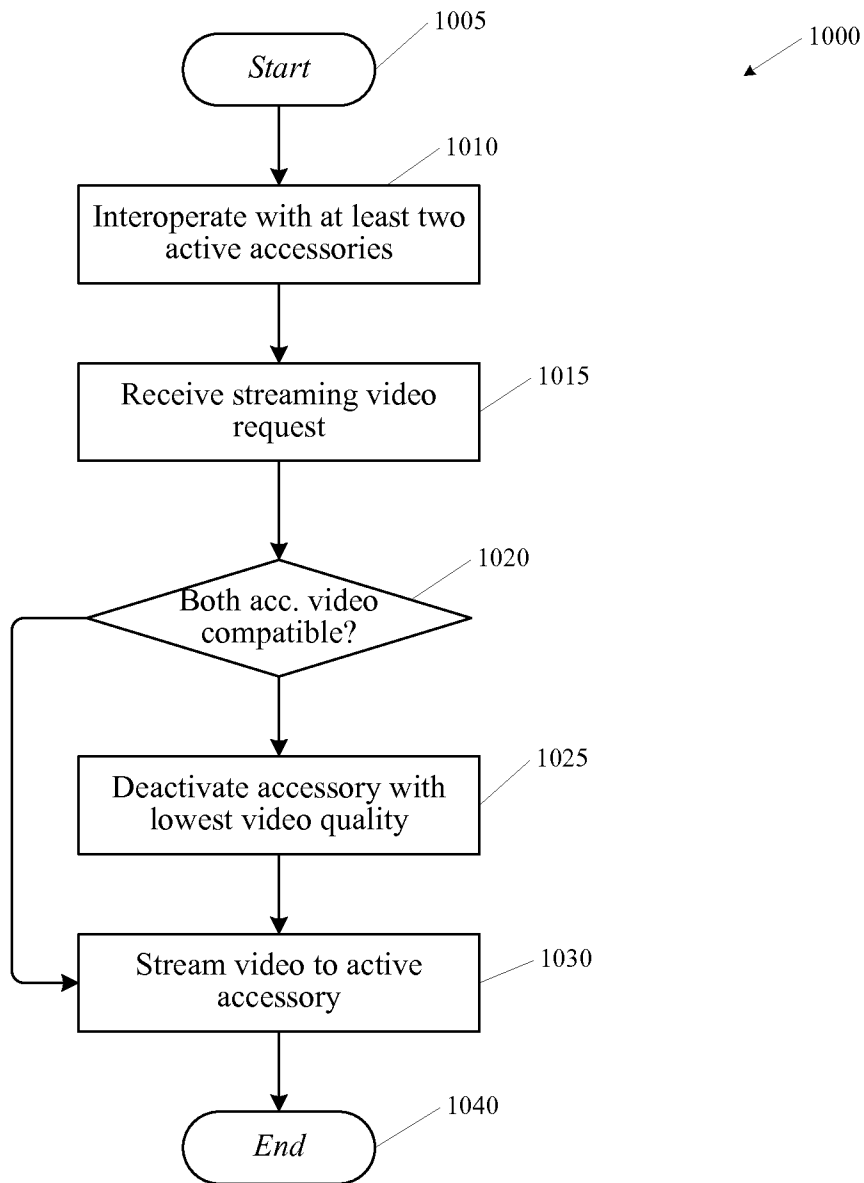 1005
Start
1000
1010
Interoperate with at least two
active accessories
1015
Receive streaming video
request
1020
Both acc. video
compatible?
1025
Deactivate accessory with
lowest video quality
1030
Stream video to active
accessory
1040
End